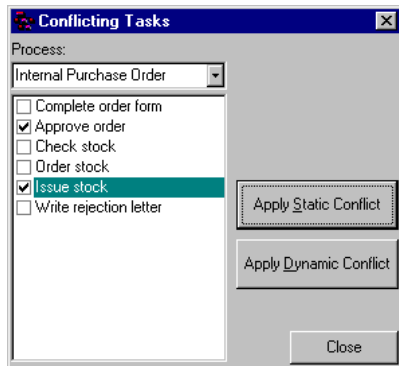 Conflicting Tasks
Process:
Internal Purchase Order
Complete order form
Approve order
Check stock
Order stock
Issue stock
Write rejection letter
Apply Static Conflict
Apply Dynamic Conflict
Close